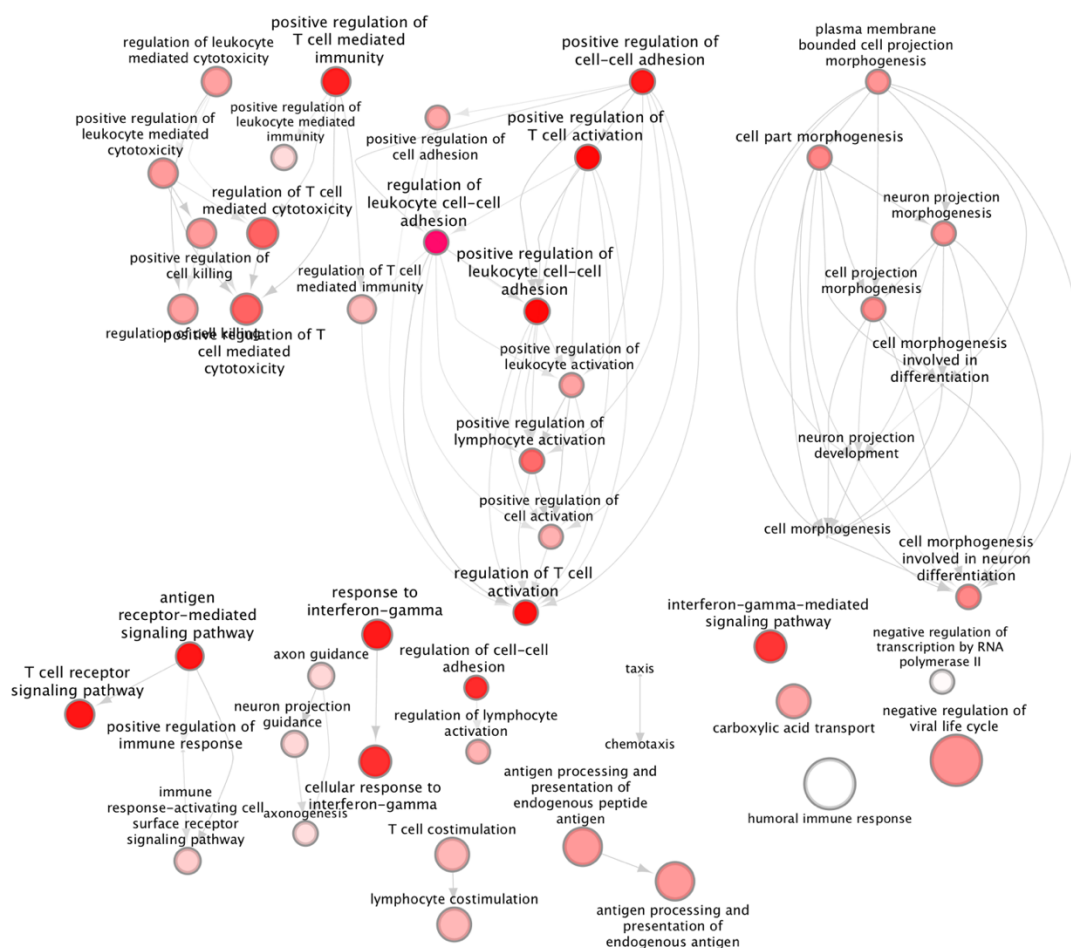 regulation of leukocyte
mediated cytotoxicity
positive regulation of
T cell mediated
immunity
positive regulation of
cell-cell adhesion
plasma membrane
bounded cell projection
morphogenesis
positive regulation of
leukocyte mediated
cytotoxicity
positive regulation of
leukocyte mediated
immunity
positive regulation of
cell adhesion
positive regulation of
T cell activation
cell part morphogenesis
regulation of T cell
mediated cytotoxicity
regulation of
leukocyte cell-cell
adhesion
neuron projection
morphogenesis
positive regulation of
cell killing
regulation of T cell
mediated immunity
positive regulation of
leukocyte cell-cell
adhesion
cell projection
morphogenesis
regulation of cell killing
positive regulation of T
cell mediated
cytotoxicity
positive regulation of
leukocyte activation
cell morphogenesis
involved in
differentiation
positive regulation of
lymphocyte activation
neuron projection
development
positive regulation of
cell activation
cell morphogenesis
cell morphogenesis
involved in neuron
differentiation
regulation of T cell
activation
antigen
receptor-mediated
signaling pathway
response to
interferon-gamma
interferon-gamma-mediated
signaling pathway
negative regulation of
transcription by RNA
polymerase II
T cell receptor
signaling pathway
axon guidance
regulation of cell-cell
adhesion
taxis
positive regulation of
immune response
neuron projection
guidance
regulation of lymphocyte
activation
chemotaxis
carboxylic acid transport
negative regulation of
viral life cycle
immune
response-activating cell
surface receptor
signaling pathway
axonogenesis
cellular response to
interferon-gamma
antigen processing and
presentation of
endogenous peptide
antigen
humoral immune response
T cell costimulation
lymphocyte costimulation
antigen processing and
presentation of
endogenous antigen